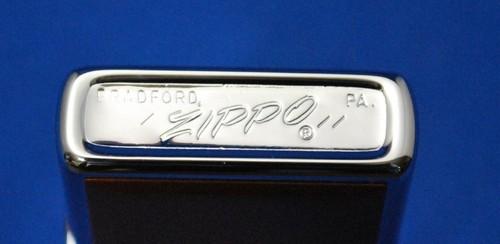 BRADFORD, PA.
/ ZIPPO® //